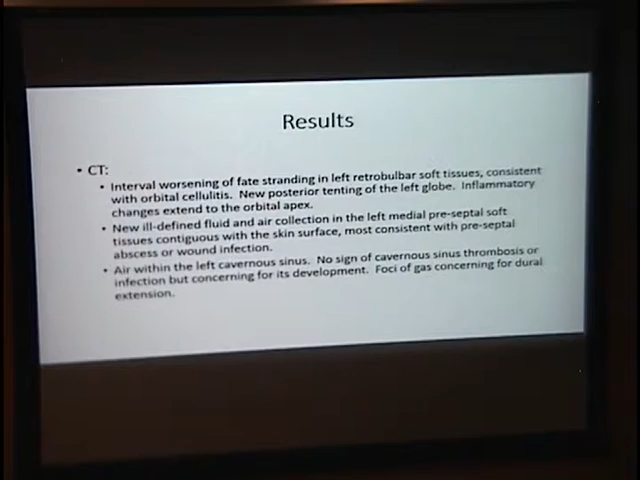 Results
• CT:
• Interval worsening of fate stranding in left retrobulbar soft tissues, consistent
with orbital cellulitis. New posterior tenting of the left globe. Inflammatory
changes extend to the orbital apex.
• New ill-defined fluid and air collection in the left medial pre-septal soft
tissues contiguous with the skin surface, most consistent with pre-septal
abscess or wound infection.
• Air within the left cavernous sinus. No sign of cavernous sinus thrombosis or
infection but concerning for its development. Foci of gas concerning for dural
extension.